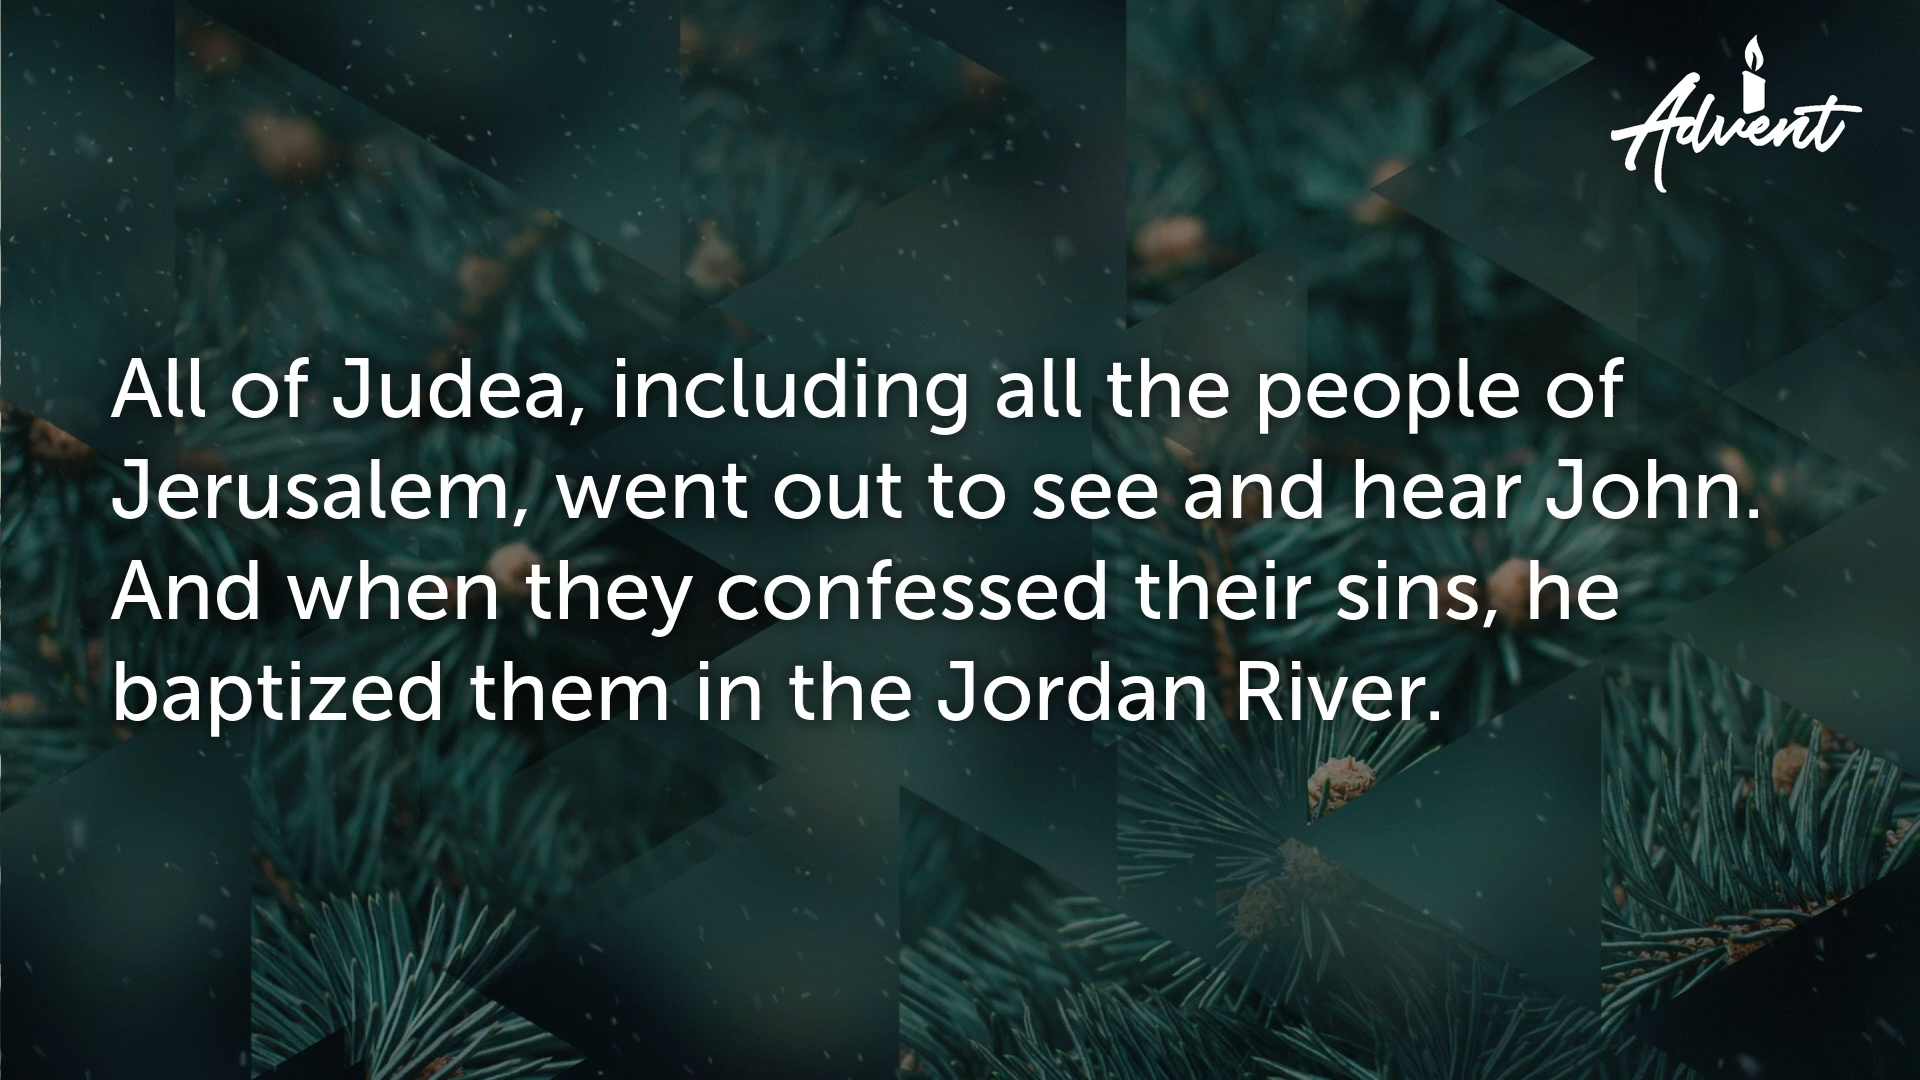 Advent
All of Judea, including all the people of
Jerusalem, went out to see and hear John.
And when they confessed their sins, he
baptized them in the Jordan River.